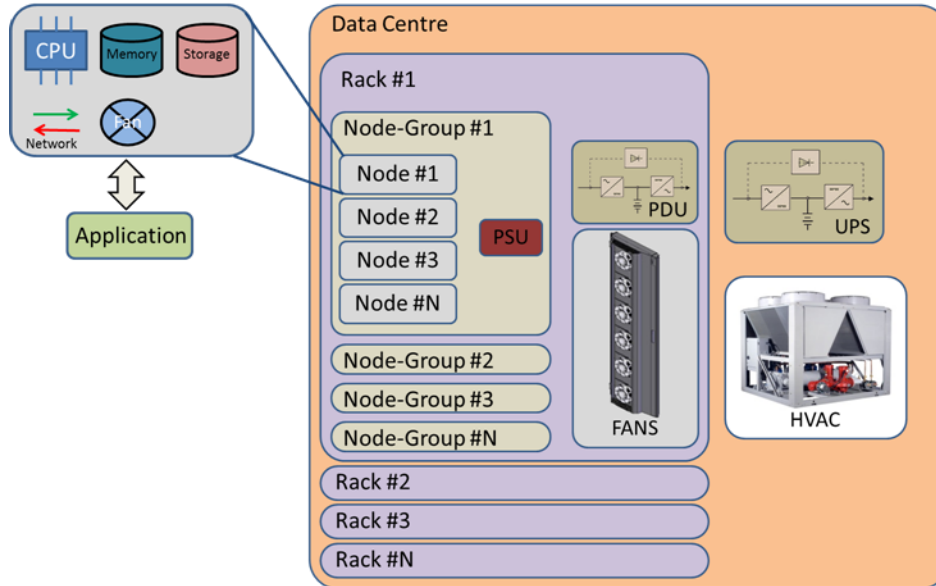 CPU
Memory
Storage
Network
Fan
Application
Data Centre
Rack #1
Node-Group #1
Node #1
Node #2
Node #3
Node #N
PSU
PDU
FANS
Node-Group #2
Node-Group #3
Node-Group #N
Rack #2
Rack #3
Rack #N
UPS
HVAC